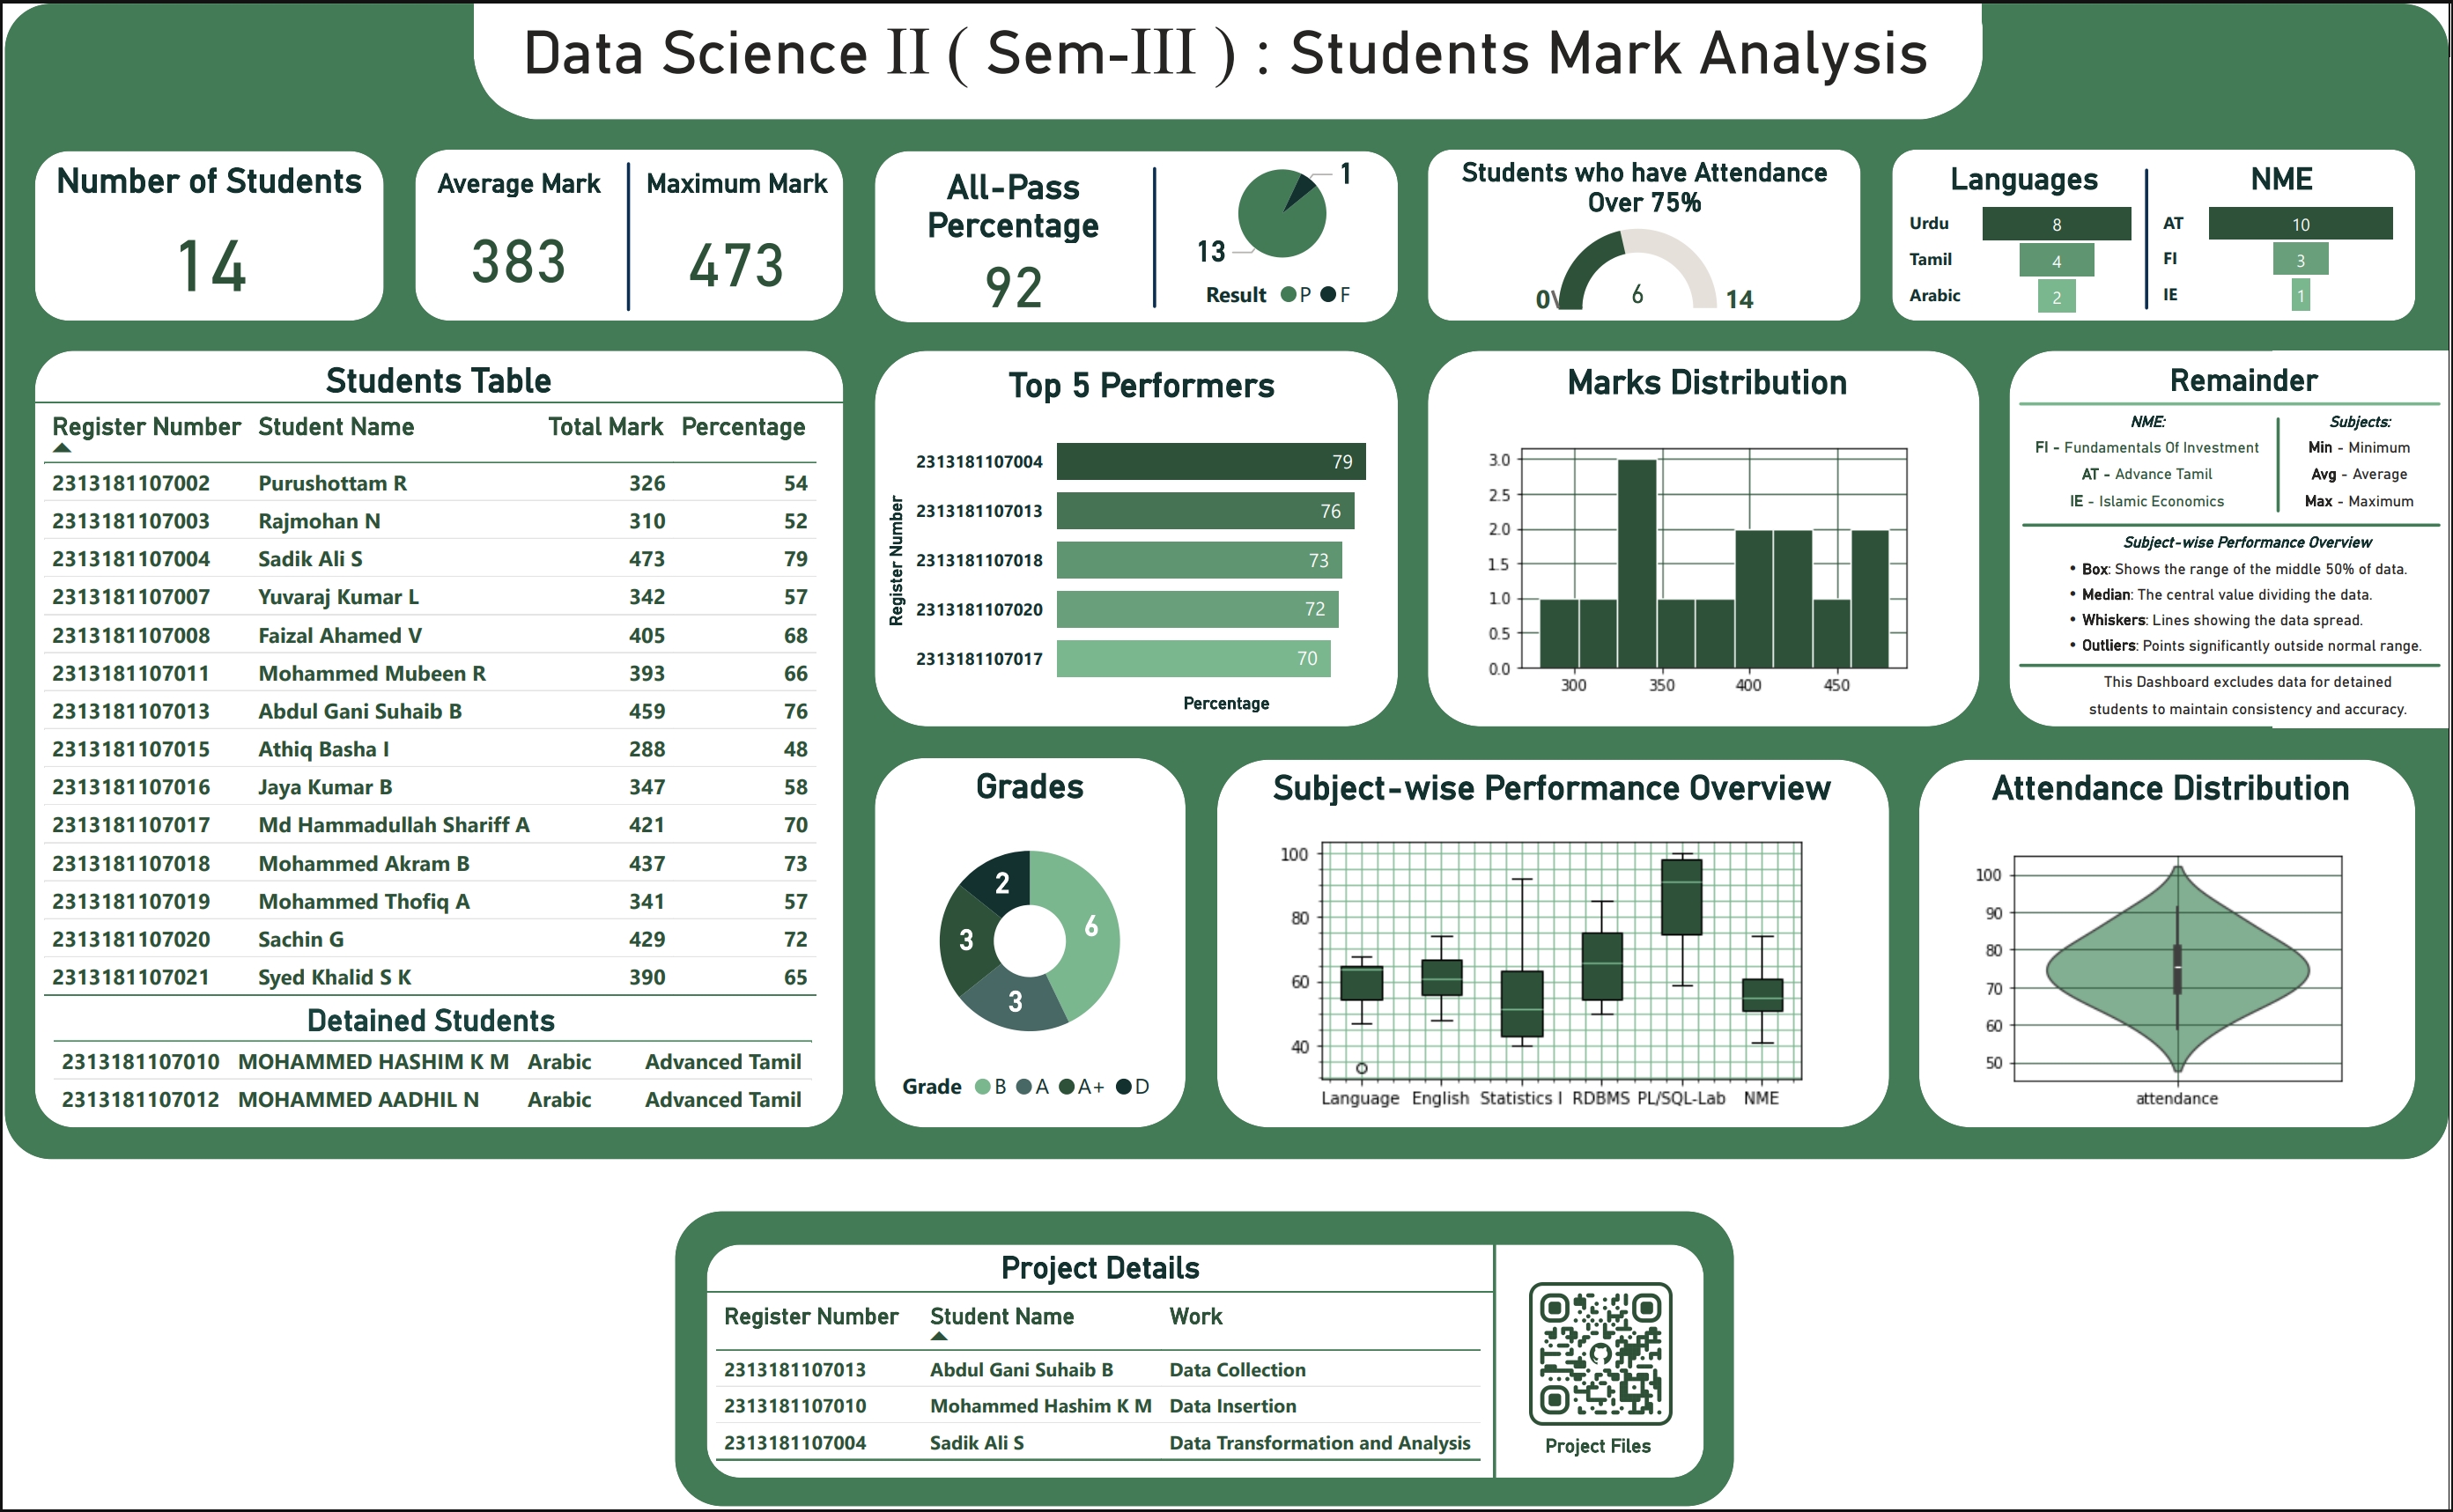 Data Science II ( Sem-III ) : Students Mark Analysis
Number of Students
14
Average Mark
383
Maximum Mark
473
All-Pass
Percentage
92
1
13
Result P F
Students who have Attendance
Over 75%
0
6
14
Languages
Urdu 8
Tamil 4
Arabic 2
NME
AT 10
FI 3
IE 1
Students Table
Register Number Student Name Total Mark Percentage
2313181107002 Purushottam R 326 54
2313181107003 Rajmohan N 310 52
2313181107004 Sadik Ali S 473 79
2313181107007 Yuvaraj Kumar L 342 57
2313181107008 Faizal Ahamed V 405 68
2313181107011 Mohammed Mubeen R 393 66
2313181107013 Abdul Gani Suhaib B 459 76
2313181107015 Athiq Basha I 288 48
2313181107016 Jaya Kumar B 347 58
2313181107017 Md Hammadullah Shariff A 421 70
2313181107018 Mohammed Akram B 437 73
2313181107019 Mohammed Thofiq A 341 57
2313181107020 Sachin G 429 72
2313181107021 Syed Khalid S K 390 65
Detained Students
2313181107010 MOHAMMED HASHIM K M Arabic Advanced Tamil
2313181107012 MOHAMMED AADHIL N Arabic Advanced Tamil
Top 5 Performers
Register Number
2313181107004 79
2313181107013 76
2313181107018 73
2313181107020 72
2313181107017 70
Percentage
Marks Distribution
3.0
2.5
2.0
1.5
1.0
0.5
0.0
300 350 400 450
Remainder
NME:
FI - Fundamentals Of Investment
AT - Advance Tamil
IE - Islamic Economics
Subjects:
Min - Minimum
Avg - Average
Max - Maximum
Subject-wise Performance Overview
• Box: Shows the range of the middle 50% of data.
• Median: The central value dividing the data.
• Whiskers: Lines showing the data spread.
• Outliers: Points significantly outside normal range.
This Dashboard excludes data for detained
students to maintain consistency and accuracy.
Grades
2
6
3
3
Grade B A A+ D
Subject-wise Performance Overview
100
80
60
40
Language English Statistics I RDBMS PL/SQL-Lab NME
Attendance Distribution
100
90
80
70
60
50
attendance
Project Details
Register Number Student Name Work
2313181107013 Abdul Gani Suhaib B Data Collection
2313181107010 Mohammed Hashim K M Data Insertion
2313181107004 Sadik Ali S Data Transformation and Analysis
Project Files